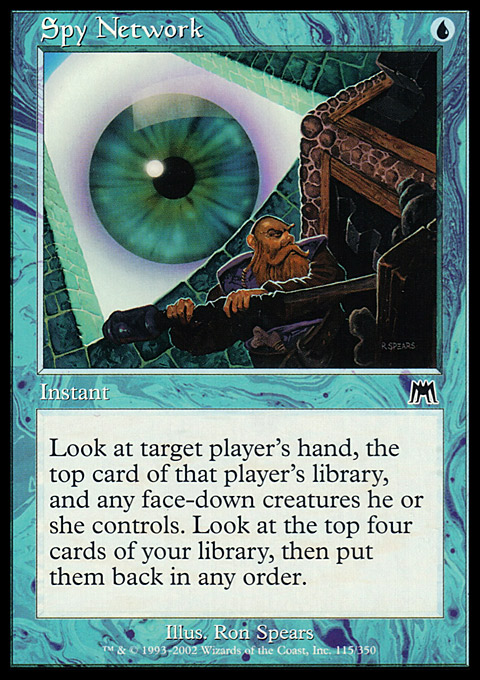 Spy Network
R.SPEARS
Instant
Look at target player's hand, the
top card of that player's library,
and any face-down creatures he or
she controls. Look at the top four
cards of your library, then put
them back in any order.
Illus. Ron Spears
™ & © 1993–2002 Wizards of the Coast, Inc. 115/350